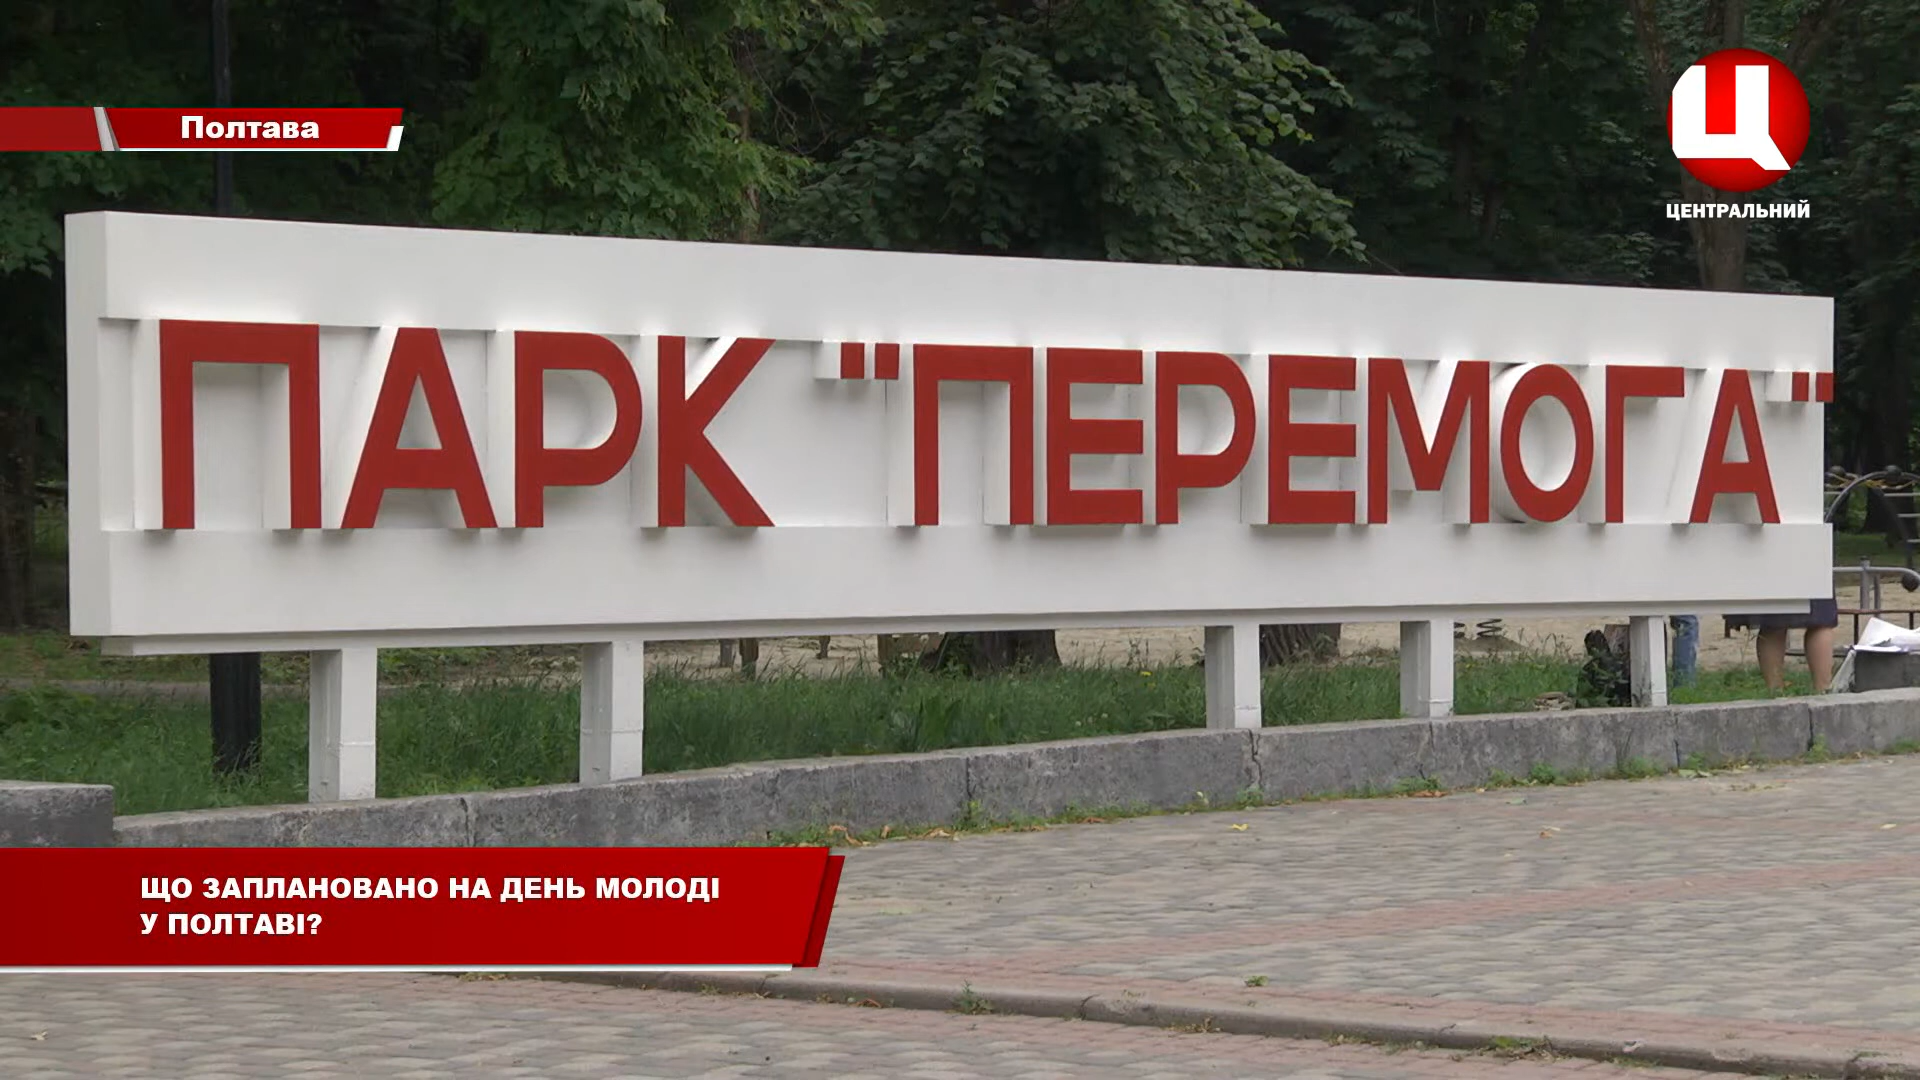 Полтава
Ц
ЦЕНТРАЛЬНИЙ
ПАРК "ПЕРЕМОГА"
ЩО ЗАПЛАНОВАНО НА ДЕНЬ МОЛОДІ
У ПОЛТАВІ?